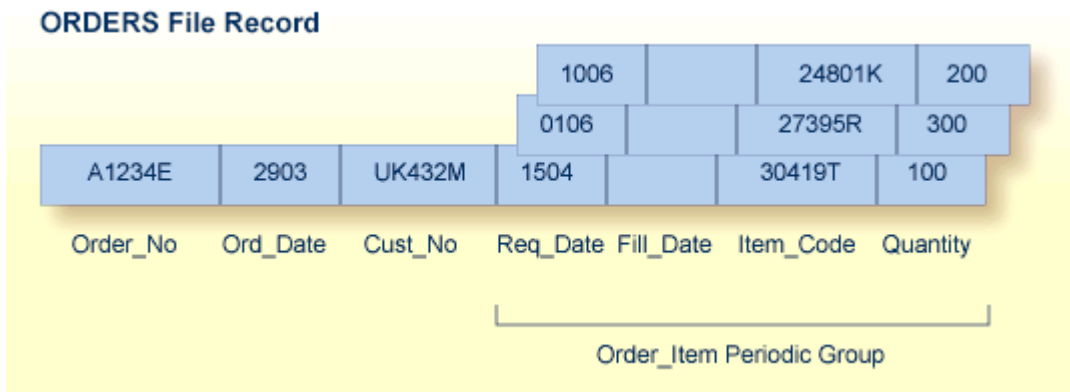 ORDERS File Record
1006 24801K 200
0106 27395R 300
A1234E 2903 UK432M 1504 30419T 100
Order_No Ord_Date Cust_No Req_Date Fill_Date Item_Code Quantity
Order_Item Periodic Group